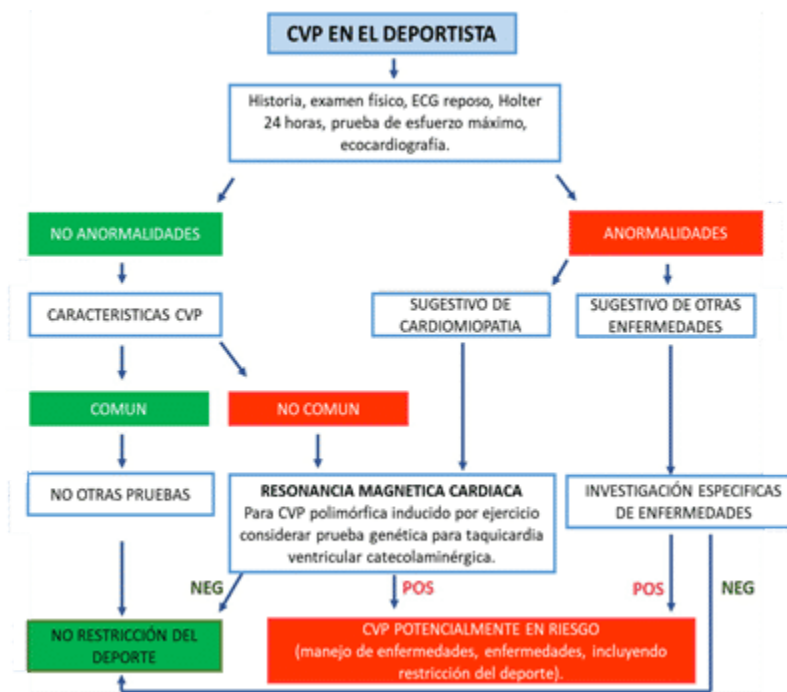 CVP EN EL DEPORTISTA
Historia, examen físico, ECG reposo, Holter
24 horas, prueba de esfuerzo máximo,
ecocardiografía.
NO ANORMALIDADES
ANORMALIDADES
CARACTERISTICAS CVP
SUGESTIVO DE
CARDIOMIOPATIA
SUGESTIVO DE OTRAS
ENFERMEDADES
COMUN
NO COMUN
NO OTRAS PRUEBAS
RESONANCIA MAGNETICA CARDIACA
Para CVP polimórfica inducido por ejercicio
considerar prueba genética para taquicardia
ventricular catecolaminérgica.
INVESTIGACIÓN ESPECIFICAS
DE ENFERMEDADES
NEG
POS
POS
NEG
NO RESTRICCIÓN DEL
DEPORTE
CVP POTENCIALMENTE EN RIESGO
(manejo de enfermedades, enfermedades, incluyendo
restricción del deporte).